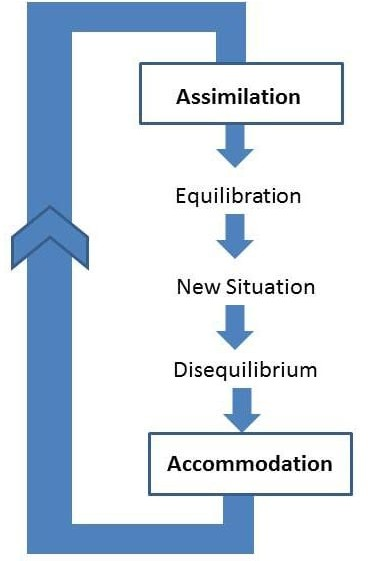 Assimilation
Equilibration
New Situation
Disequilibrium
Accommodation